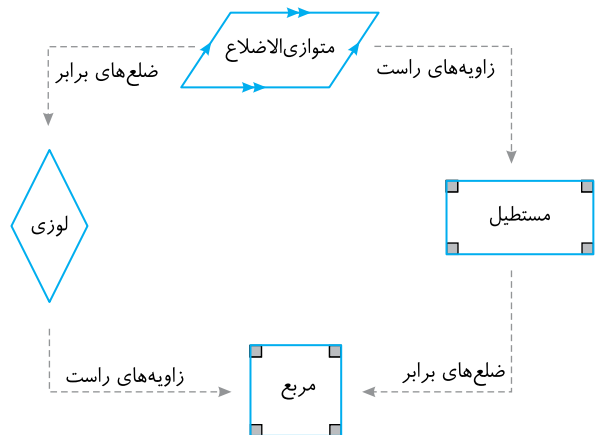 متوازی‌الاضلاع
زاویه‌های راست
ضلع‌های برابر
مستطیل
لوزی
ضلع‌های برابر
زاویه‌های راست
مربع